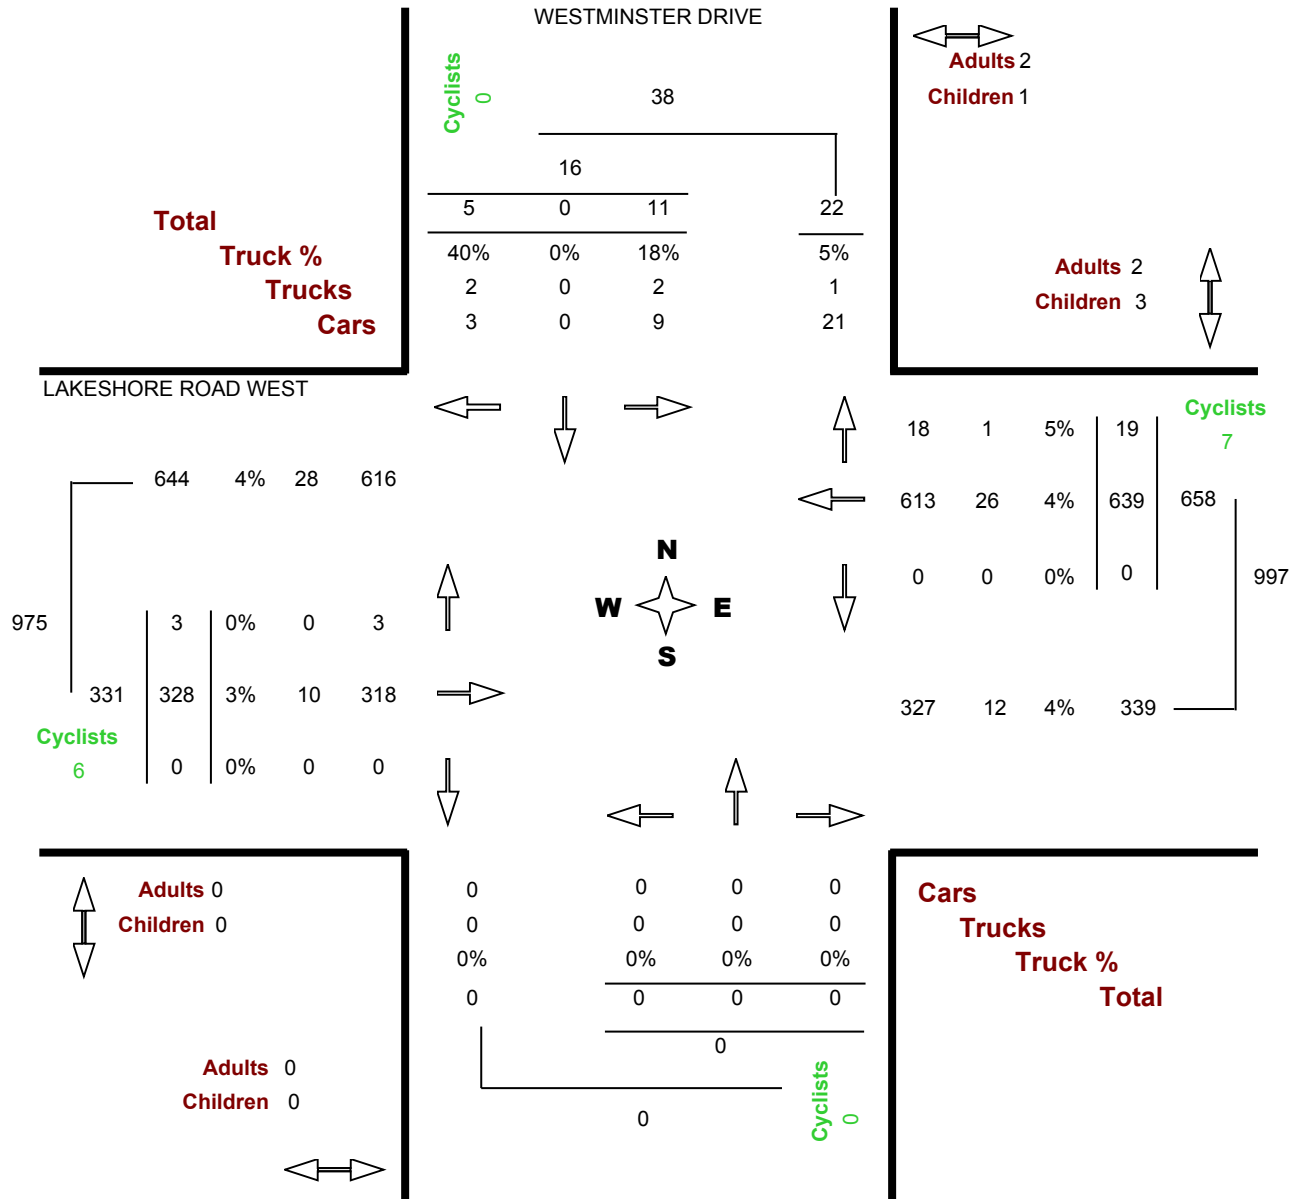 WESTMINSTER DRIVE
Adults 2
Children 1
Cyclists
0
38
16
5 0 11 22
Total
40% 0% 18% 5%
Truck %
2 0 2 1
Trucks
3 0 9 21
Cars
Adults 2
Children 3
LAKESHORE ROAD WEST
Cyclists
7
18 1 5% 19
644 4% 28 616
613 26 4% 639 658
0 0 0% 0
997
N
W E
S
975
3 0% 0 3
331 328 3% 10 318
327 12 4% 339
Cyclists
6
0 0% 0 0
Adults 0
Children 0
0 0 0 0
0 0 0 0
0% 0% 0% 0%
0 0 0 0
0
Cars
Trucks
Truck %
Total
Adults 0
Children 0
0
Cyclists
0